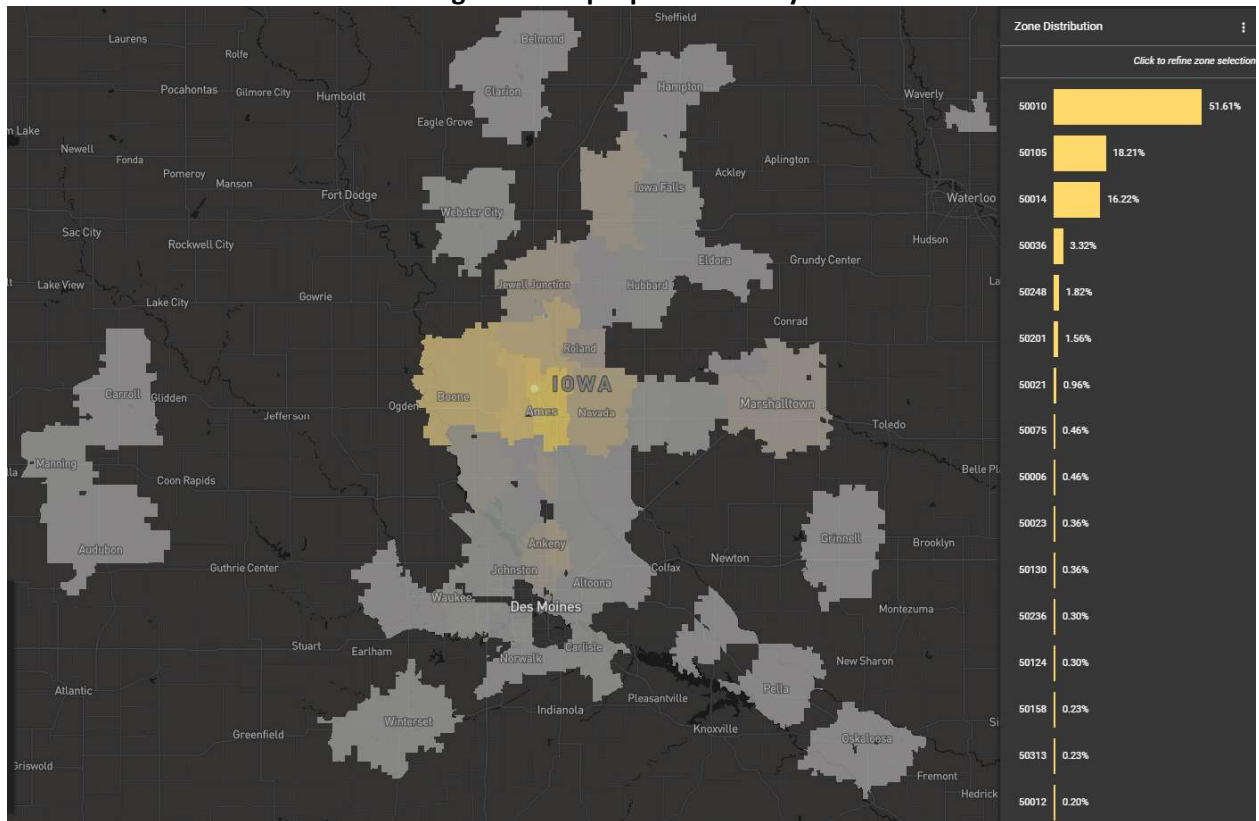 Sheffield
Laurens
Belmond
Rolfe
Hampton
Pocahontas
Gilmore City
Humboldt
Clarion
Waverly
Eagle Grove
m Lake
Newell
Fonda
Aplington
Pomeroy
Manson
Ackley
Iowa Falls
Fort Dodge
Waterloo
Webster City
Sac City
Rockwell City
Hudson
Eldora
Grundy Center
Lake View
Jewell Junction
Hubbard
La
Lake City
Gowrie
Conrad
Roland
IOWA
Carroll
Glidden
Ogden
Boone
Ames
Nevada
Marshalltown
Jefferson
Toledo
Manning
Belle Pl
Coon Rapids
Audubon
Ankeny
Grinnell
Brooklyn
Guthrie Center
Johnston
Colfax
Newton
Altoona
Waukee
Des Moines
Montezuma
Stuart
Earlham
Norwalk
Carlisle
New Sharon
Atlantic
Pella
Pleasantville
Winterset
Indianola
Knoxville
Greenfield
Oskaloosa
Griswold
Fremont
Hedrick
Zone Distribution
Click to refine zone selection
50010 51.61%
50105 18.21%
50014 16.22%
50036 3.32%
50248 1.82%
50201 1.56%
50021 0.96%
50075 0.46%
50006 0.46%
50023 0.36%
50130 0.36%
50236 0.30%
50124 0.30%
50158 0.23%
50313 0.23%
50012 0.20%